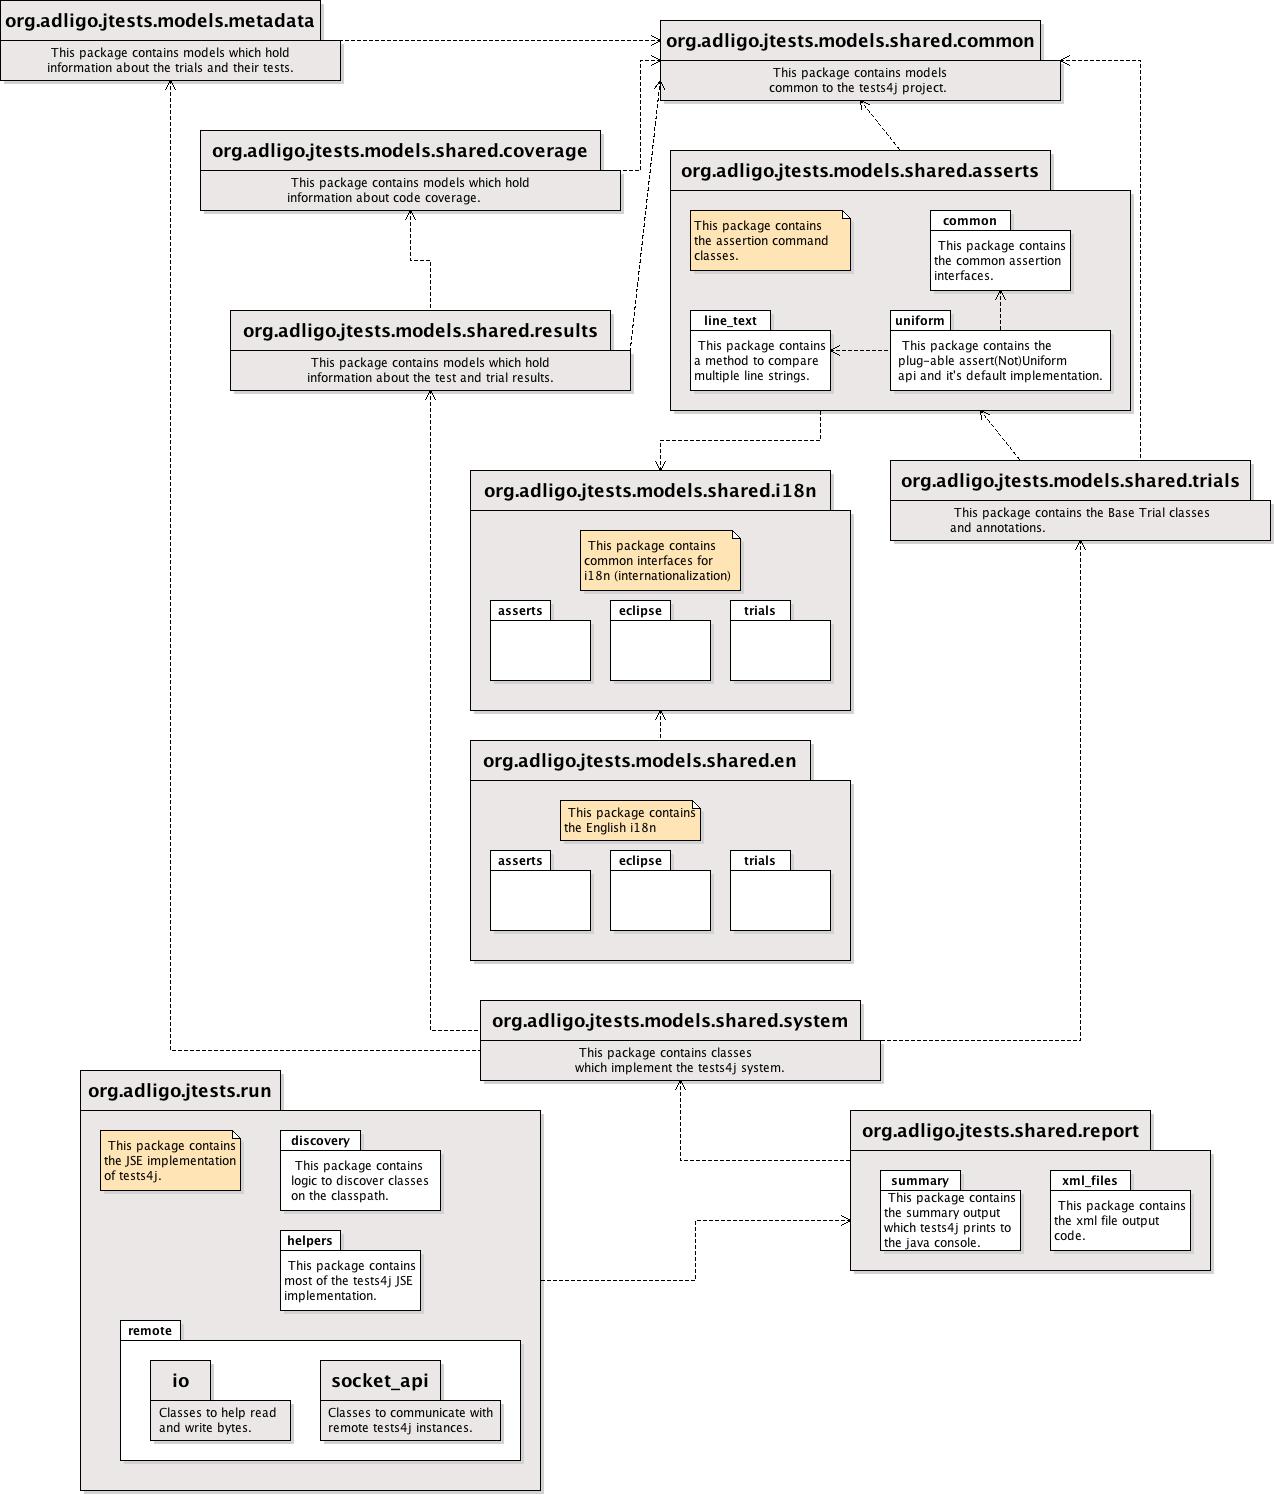 org.adligo.jtests.models.metadata
This package contains models which hold
information about the trials and their tests.
org.adligo.jtests.models.shared.common
This package contains models
common to the tests4j project.
org.adligo.jtests.models.shared.coverage
This package contains models which hold
information about code coverage.
org.adligo.jtests.models.shared.asserts
This package contains
the assertion command
classes.
common
This package contains
the common assertion
interfaces.
line_text
This package contains
a method to compare
multiple line strings.
uniform
This package contains the
plug-able assert(Not)Uniform
api and it's default implementation.
org.adligo.jtests.models.shared.results
This package contains models which hold
information about the test and trial results.
org.adligo.jtests.models.shared.i18n
This package contains
common interfaces for
i18n (internationalization)
asserts
eclipse
trials
org.adligo.jtests.models.shared.trials
This package contains the Base Trial classes
and annotations.
org.adligo.jtests.models.shared.en
This package contains
the English i18n
asserts
eclipse
trials
org.adligo.jtests.models.shared.system
This package contains classes
which implement the tests4j system.
org.adligo.jtests.run
This package contains
the JSE implementation
of tests4j.
discovery
This package contains
logic to discover classes
on the classpath.
helpers
This package contains
most of the tests4j JSE
implementation.
remote
io
Classes to help read
and write bytes.
socket_api
Classes to communicate with
remote tests4j instances.
org.adligo.jtests.shared.report
summary
This package contains
the summary output
which tests4j prints to
the java console.
xml_files
This package contains
the xml file output
code.